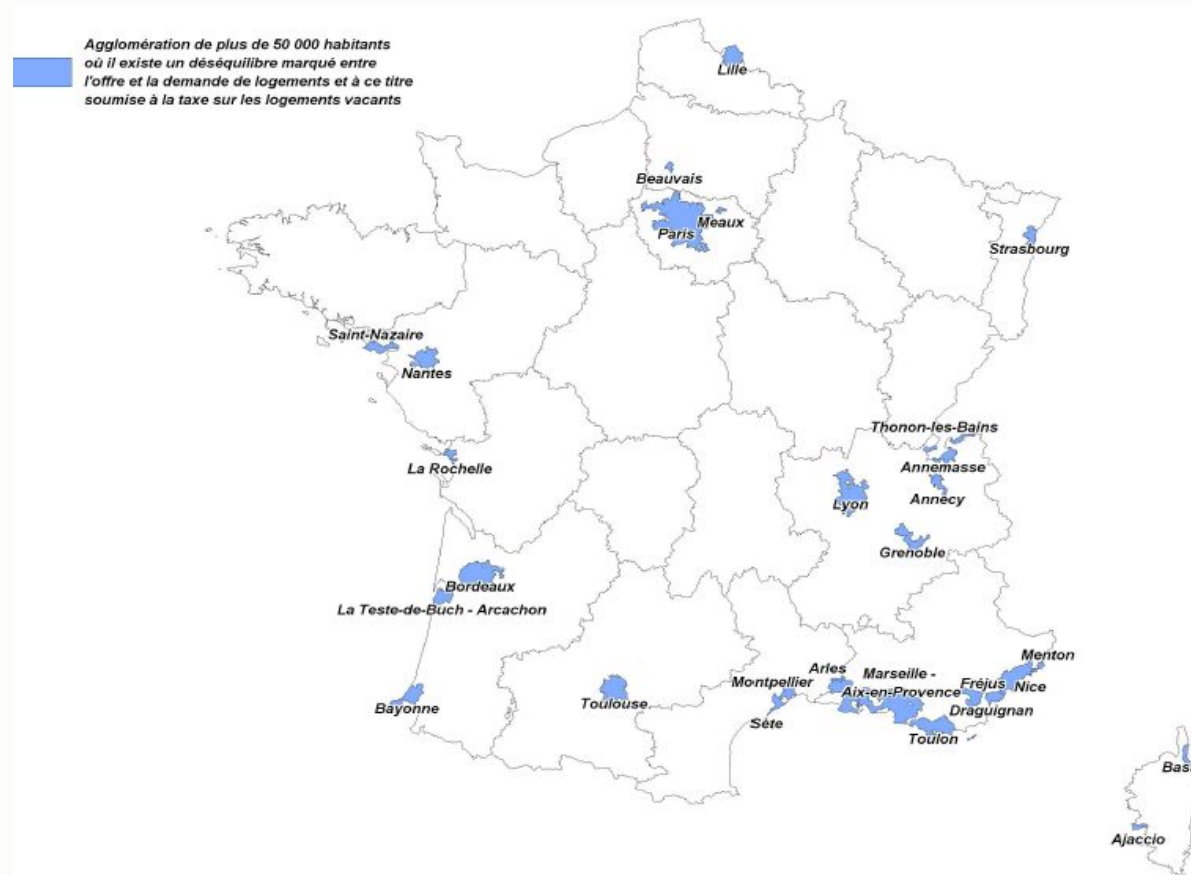 Agglomération de plus de 50 000 habitants
où il existe un déséquilibre marqué entre
l'offre et la demande de logements et à ce titre
soumise à la taxe sur les logements vacants
Lille
Beauvais
Meaux
Paris
Strasbourg
Saint-Nazaire
Nantes
Thonon-les-Bains
La Rochelle
Annemasse
Annecy
Lyon
Grenoble
Bordeaux
La Teste-de-Buch - Arcachon
Menton
Arles
Marseille -
Montpellier
Fréjus
Nice
Aix-en-Provence
Bayonne
Toulouse
Draguignan
Sète
Toulon
Bas
Ajaccio